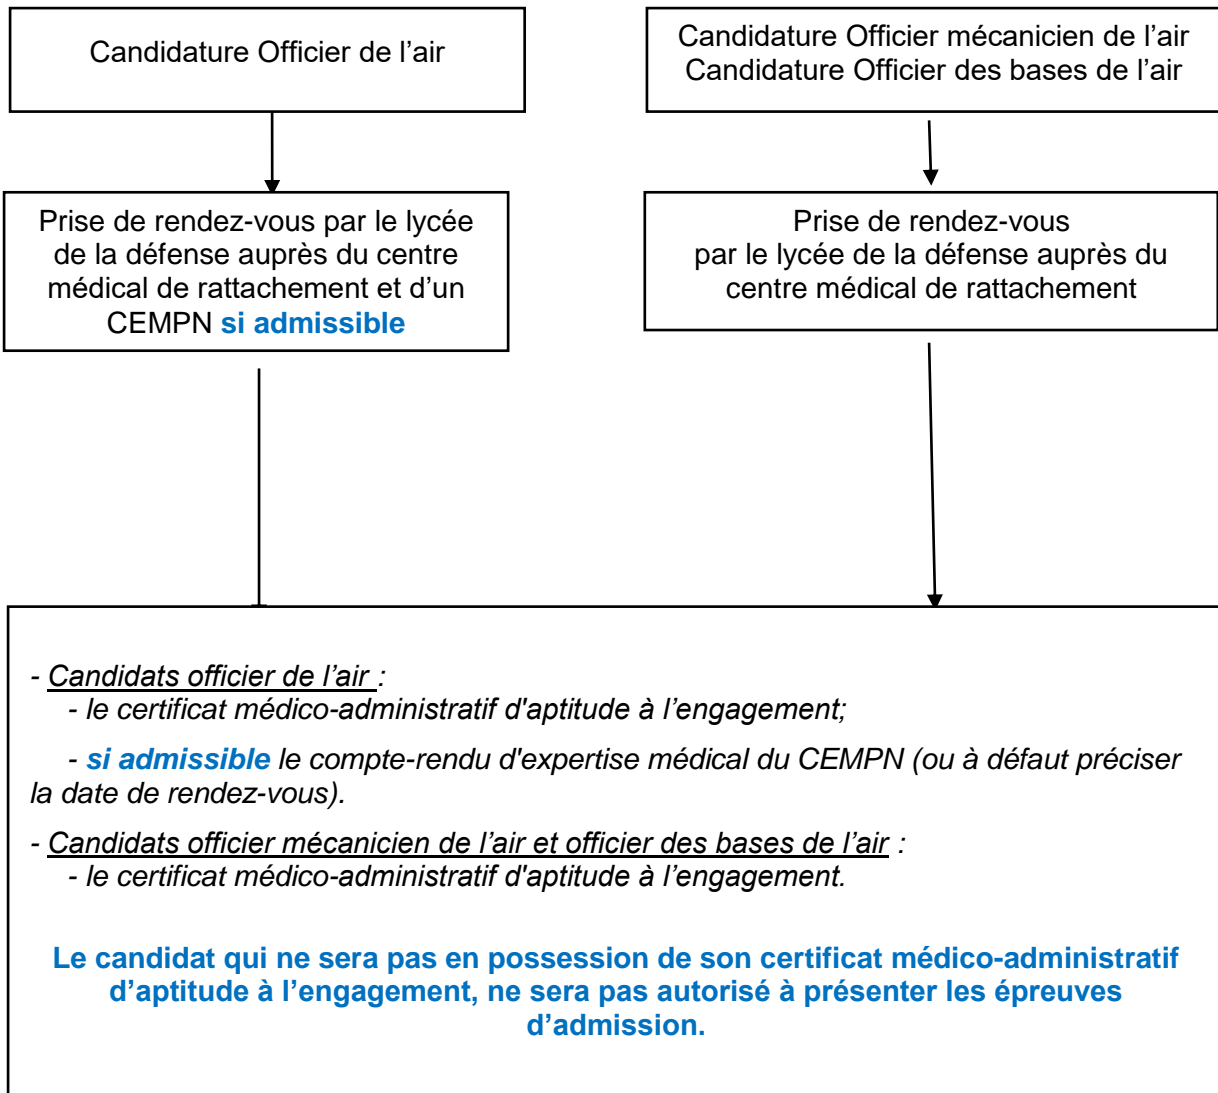 Candidature Officier de l’air
Candidature Officier mécanicien de l’air
Candidature Officier des bases de l’air
Prise de rendez-vous par le lycée
de la défense auprès du centre
médical de rattachement et d’un
CEMPN si admissible
Prise de rendez-vous
par le lycée de la défense auprès du
centre médical de rattachement
- Candidats officier de l’air :
- le certificat médico-administratif d'aptitude à l’engagement;
- si admissible le compte-rendu d'expertise médical du CEMPN (ou à défaut préciser
la date de rendez-vous).
- Candidats officier mécanicien de l’air et officier des bases de l’air :
- le certificat médico-administratif d'aptitude à l’engagement.
Le candidat qui ne sera pas en possession de son certificat médico-administratif
d’aptitude à l’engagement, ne sera pas autorisé à présenter les épreuves
d’admission.